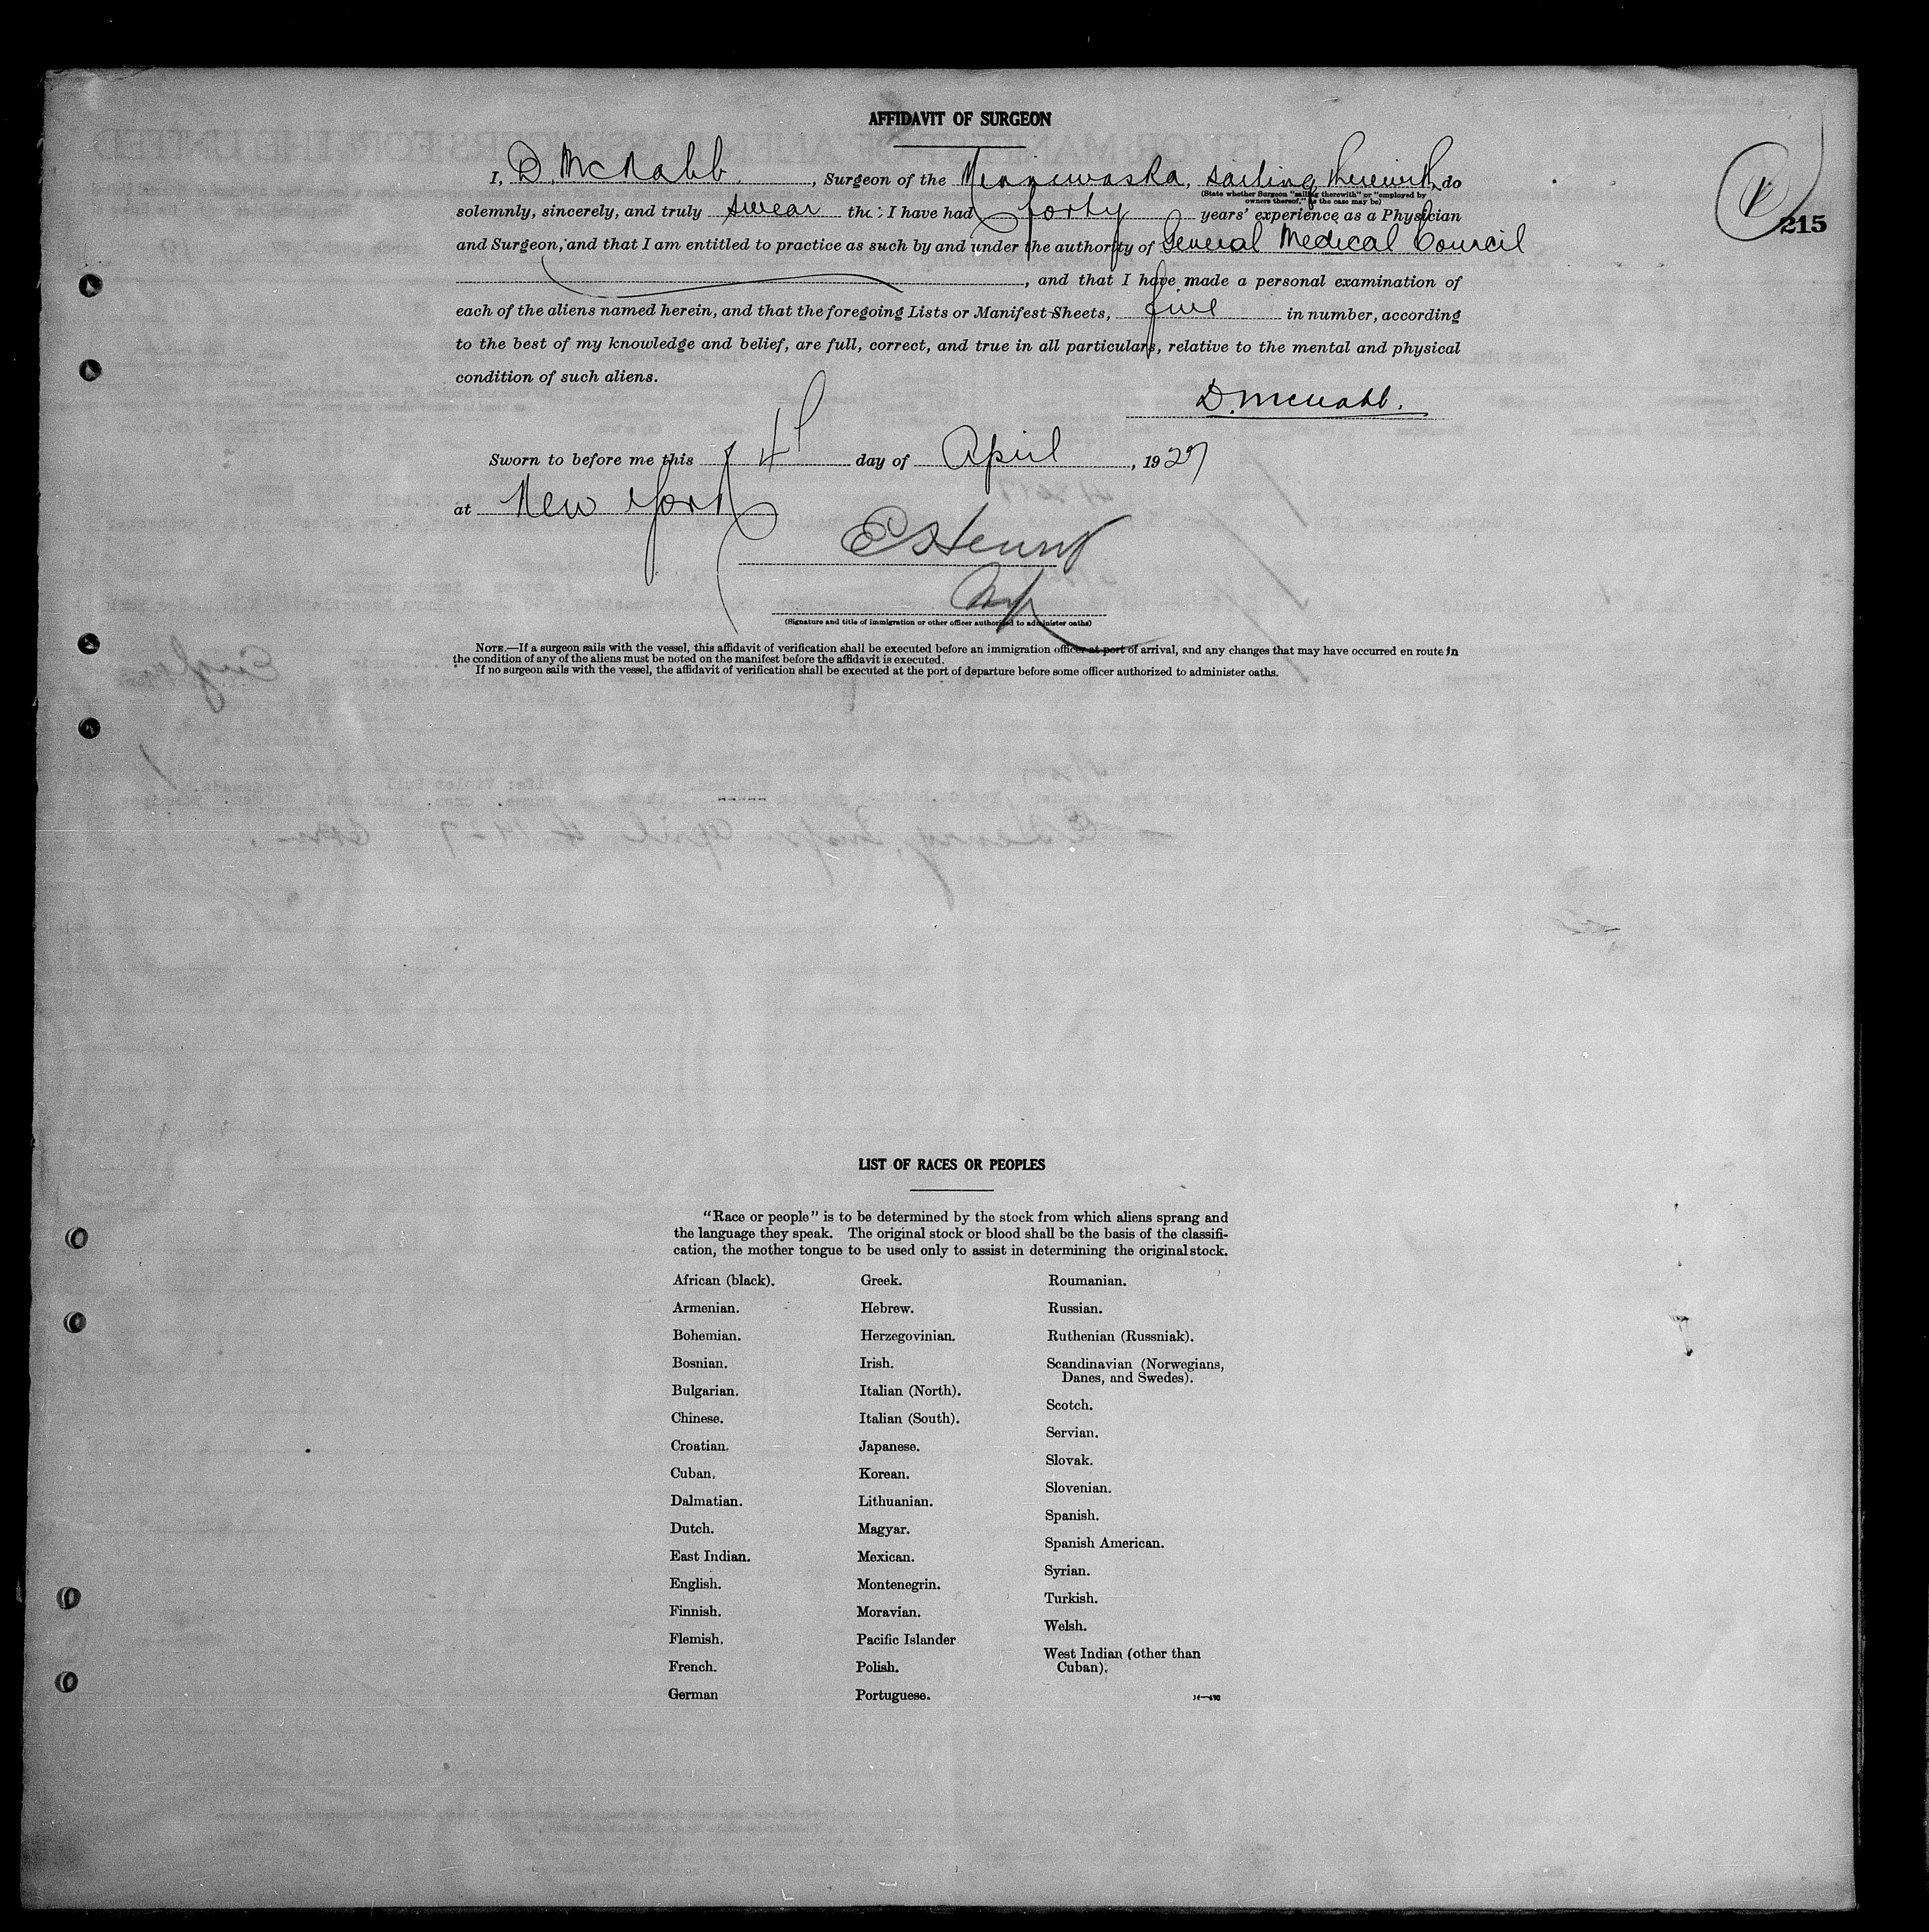 AFFIDAVIT OF SURGEON
I, D. McNabb, Surgeon of the Minnewaska, sailing therewith, do
(State whether Surgeon "sailing therewith" or "employed by
owners thereof," as the case may be)
solemnly, sincerely, and truly swear that I have had forty years' experience as a Physician
and Surgeon, and that I am entitled to practice as such by and under the authority of General Medical Council
, and that I have made a personal examination of
each of the aliens named herein, and that the foregoing Lists or Manifest Sheets, five in number, according
to the best of my knowledge and belief, are full, correct, and true in all particulars, relative to the mental and physical
condition of such aliens.
215
D. McNabb.
Sworn to before me this 4th day of April, 1927
at New York
(Signature and title of immigration or other officer authorized to administer oaths)
NOTE.—If a surgeon sails with the vessel, this affidavit of verification shall be executed before an immigration officer at port of arrival, and any changes that may have occurred en route in
the condition of any of the aliens must be noted on the manifest before the affidavit is executed.
If no surgeon sails with the vessel, the affidavit of verification shall be executed at the port of departure before some officer authorized to administer oaths.
LIST OF RACES OR PEOPLES
"Race or people" is to be determined by the stock from which aliens sprang and
the language they speak. The original stock or blood shall be the basis of the classifi-
cation, the mother tongue to be used only to assist in determining the original stock.
African (black).
Armenian.
Bohemian.
Bosnian.
Bulgarian.
Chinese.
Croatian.
Cuban.
Dalmatian.
Dutch.
East Indian.
English.
Finnish.
Flemish.
French.
German
Greek.
Hebrew.
Herzegovinian.
Irish.
Italian (North).
Italian (South).
Japanese.
Korean.
Lithuanian.
Magyar.
Mexican.
Montenegrin.
Moravian.
Pacific Islander
Polish.
Portuguese.
Roumanian.
Russian.
Ruthenian (Russniak).
Scandinavian (Norwegians,
Danes, and Swedes).
Scotch.
Servian.
Slovak.
Slovenian.
Spanish.
Spanish American.
Syrian.
Turkish.
Welsh.
West Indian (other than
Cuban).